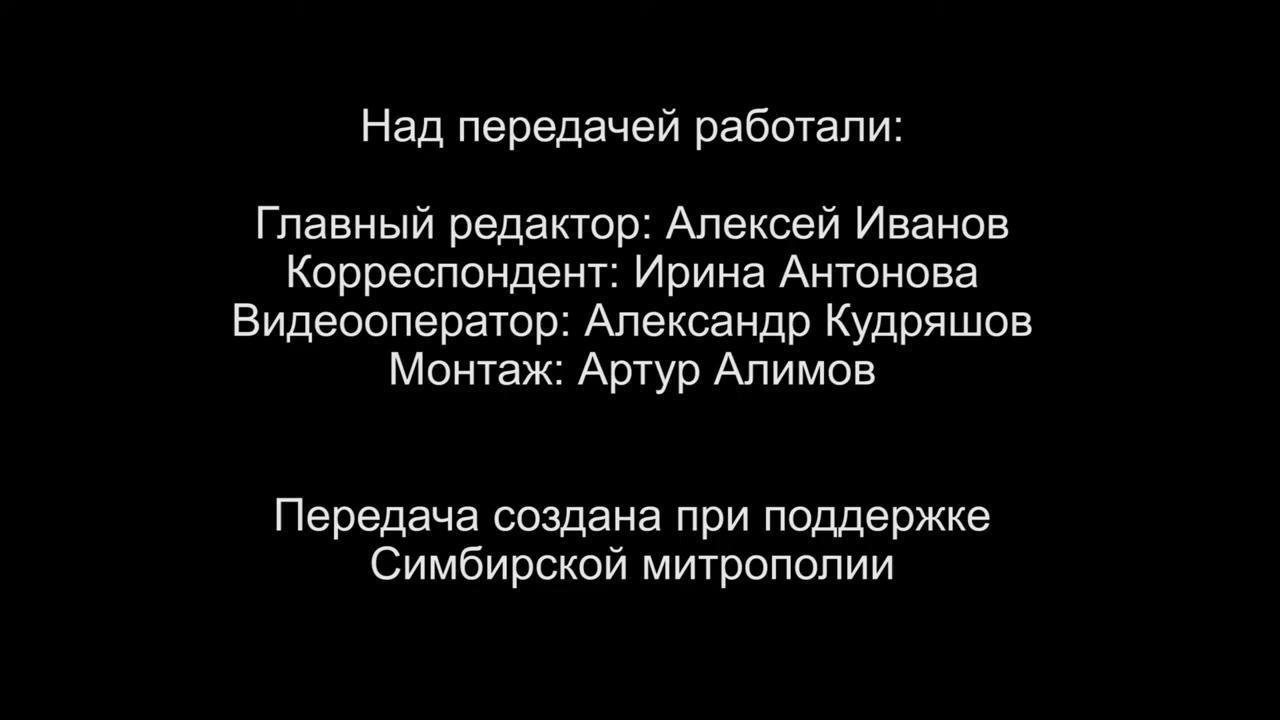 Над передачей работали:
Главный редактор: Алексей Иванов
Корреспондент: Ирина Антонова
Видеооператор: Александр Кудряшов
Монтаж: Артур Алимов
Передача создана при поддержке
Симбирской митрополии